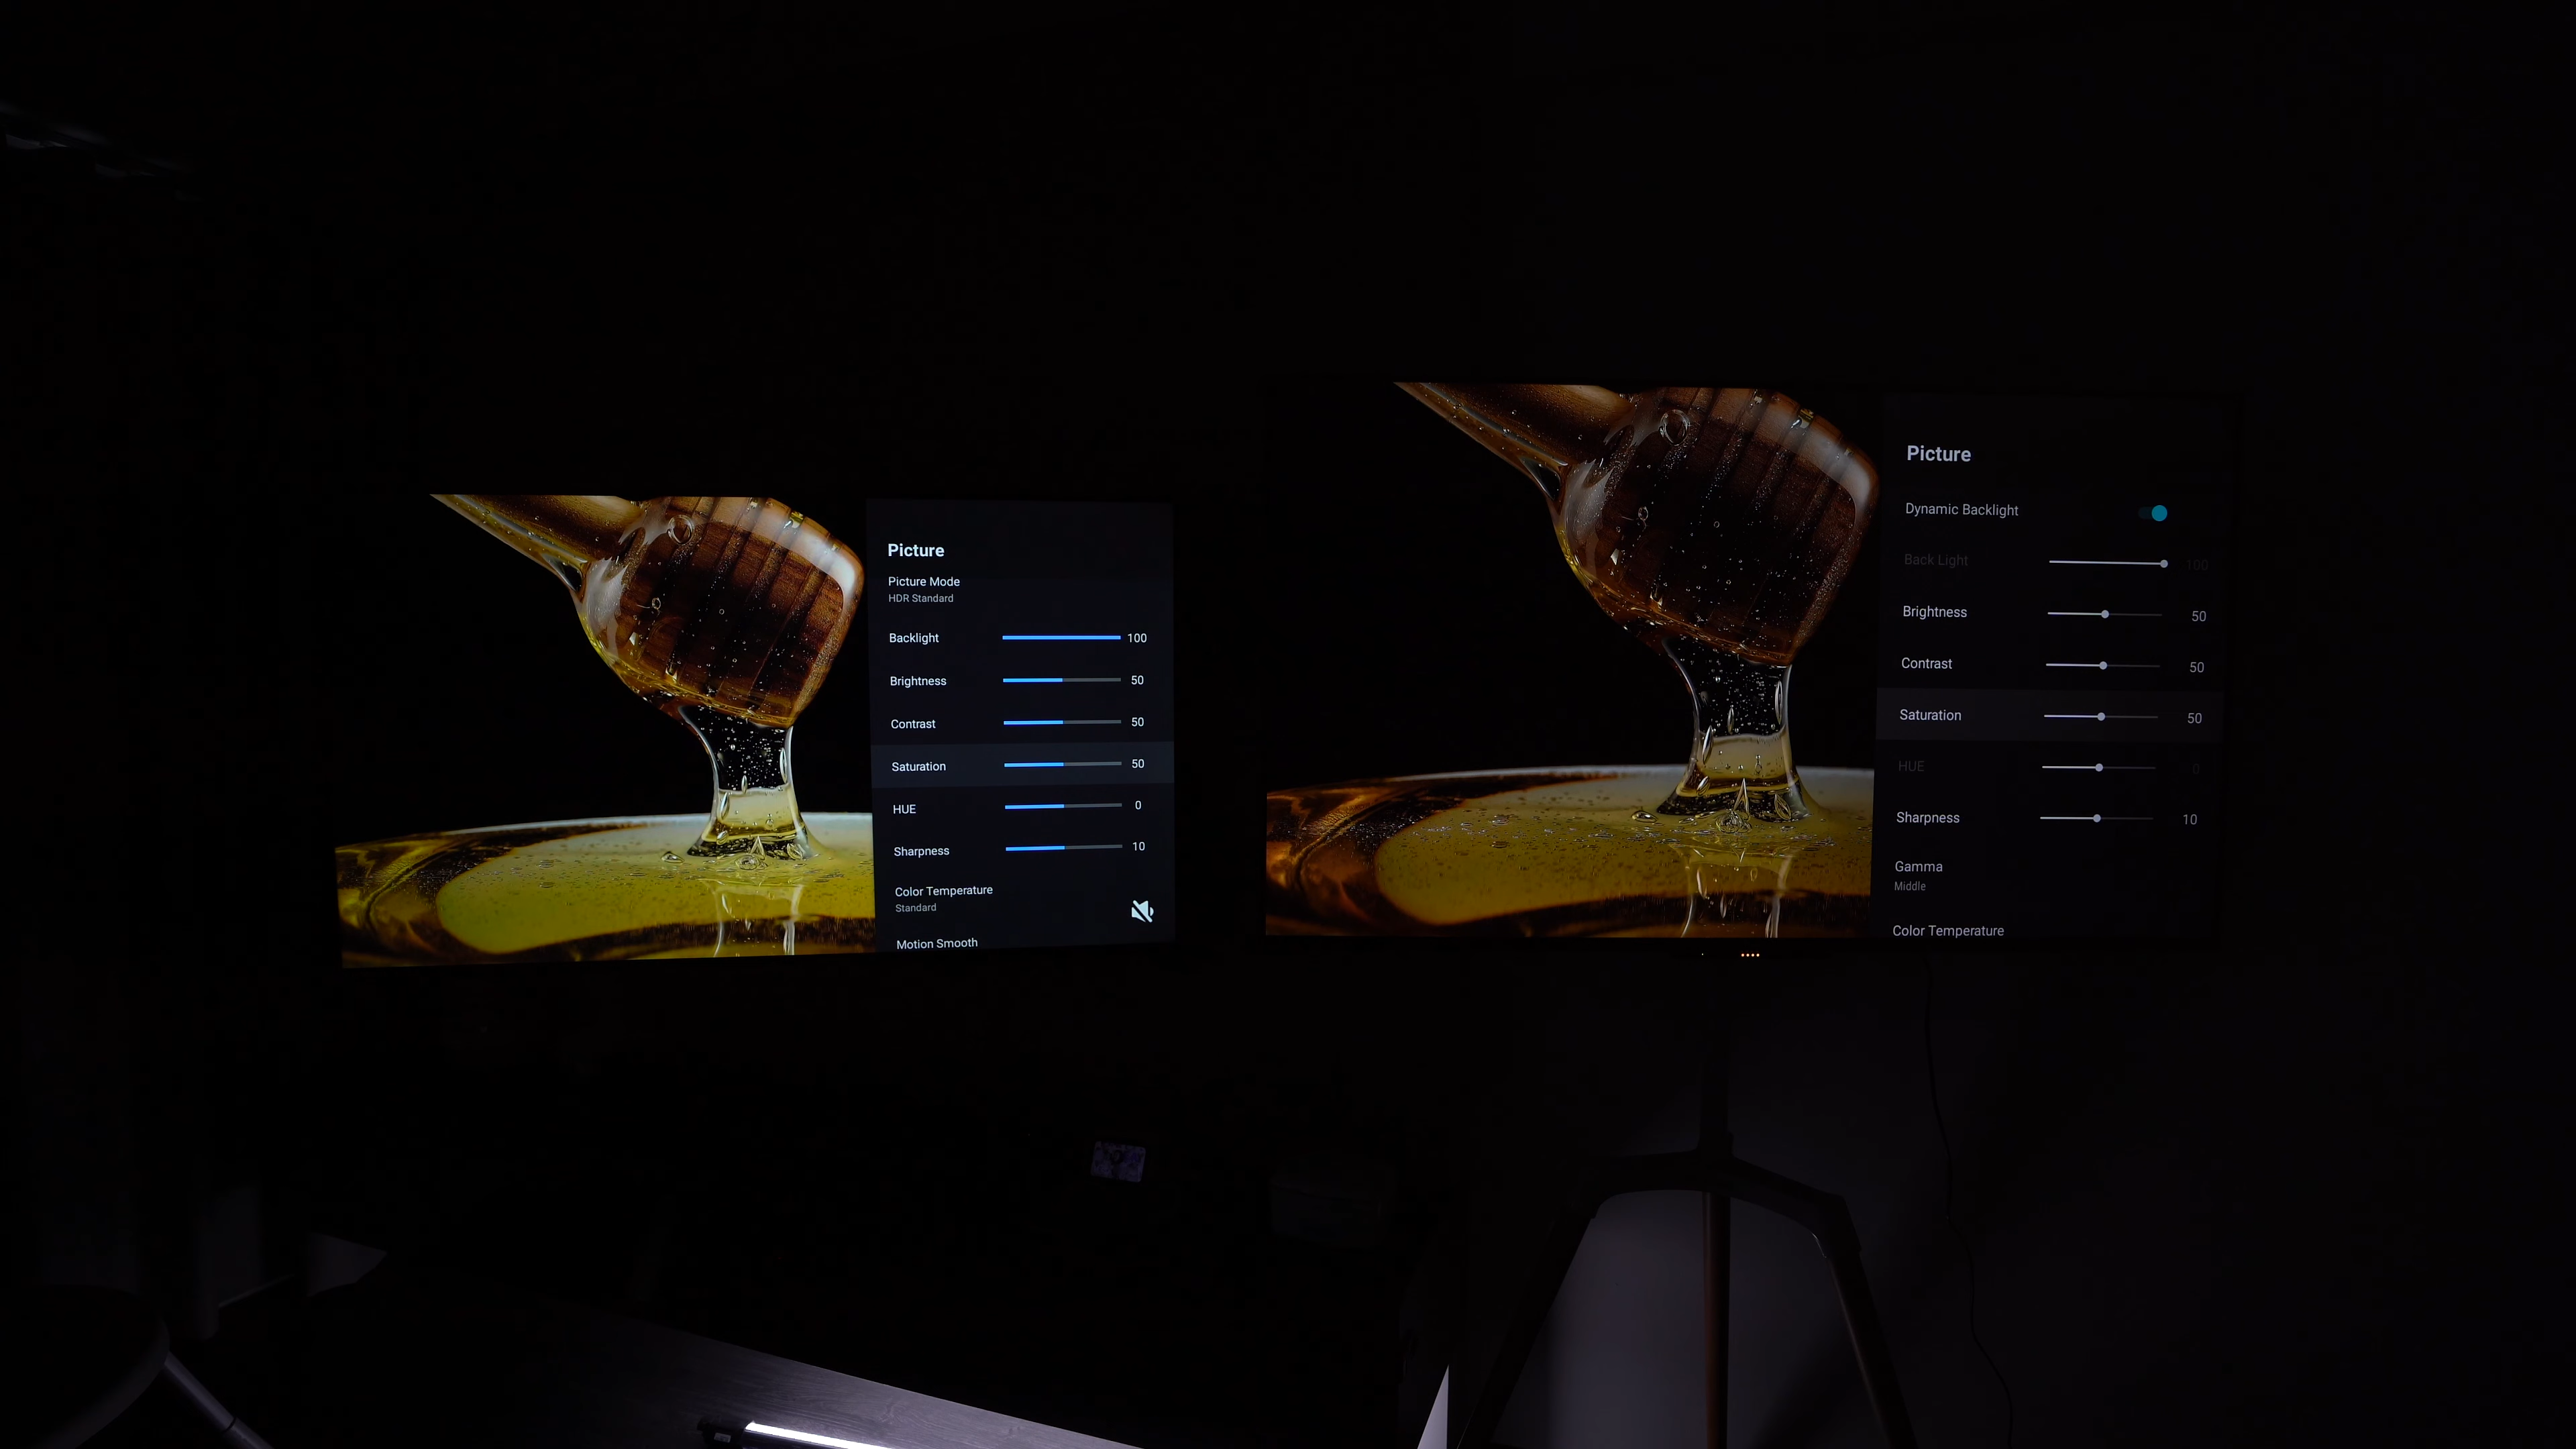 Picture
Picture Mode
HDR Standard
Backlight 100
Brightness 50
Contrast 50
Saturation 50
HUE 0
Sharpness 10
Color Temperature
Standard
Motion Smooth
Picture
Dynamic Backlight
Back Light 100
Brightness 50
Contrast 50
Saturation 50
HUE 0
Sharpness 10
Gamma
Middle
Color Temperature